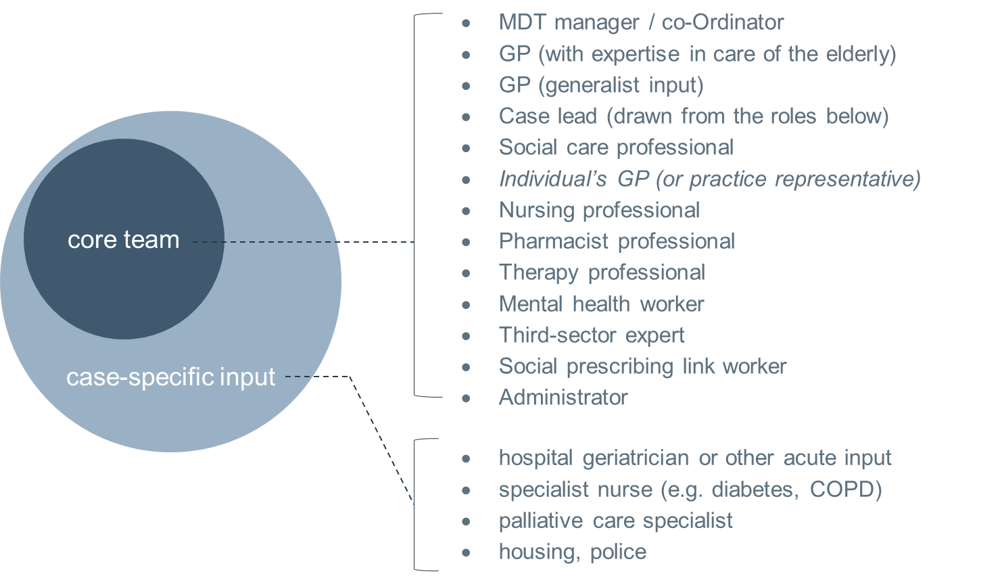 core team
case-specific input
• MDT manager / co-Ordinator
• GP (with expertise in care of the elderly)
• GP (generalist input)
• Case lead (drawn from the roles below)
• Social care professional
• Individual’s GP (or practice representative)
• Nursing professional
• Pharmacist professional
• Therapy professional
• Mental health worker
• Third-sector expert
• Social prescribing link worker
• Administrator
• hospital geriatrician or other acute input
• specialist nurse (e.g. diabetes, COPD)
• palliative care specialist
• housing, police